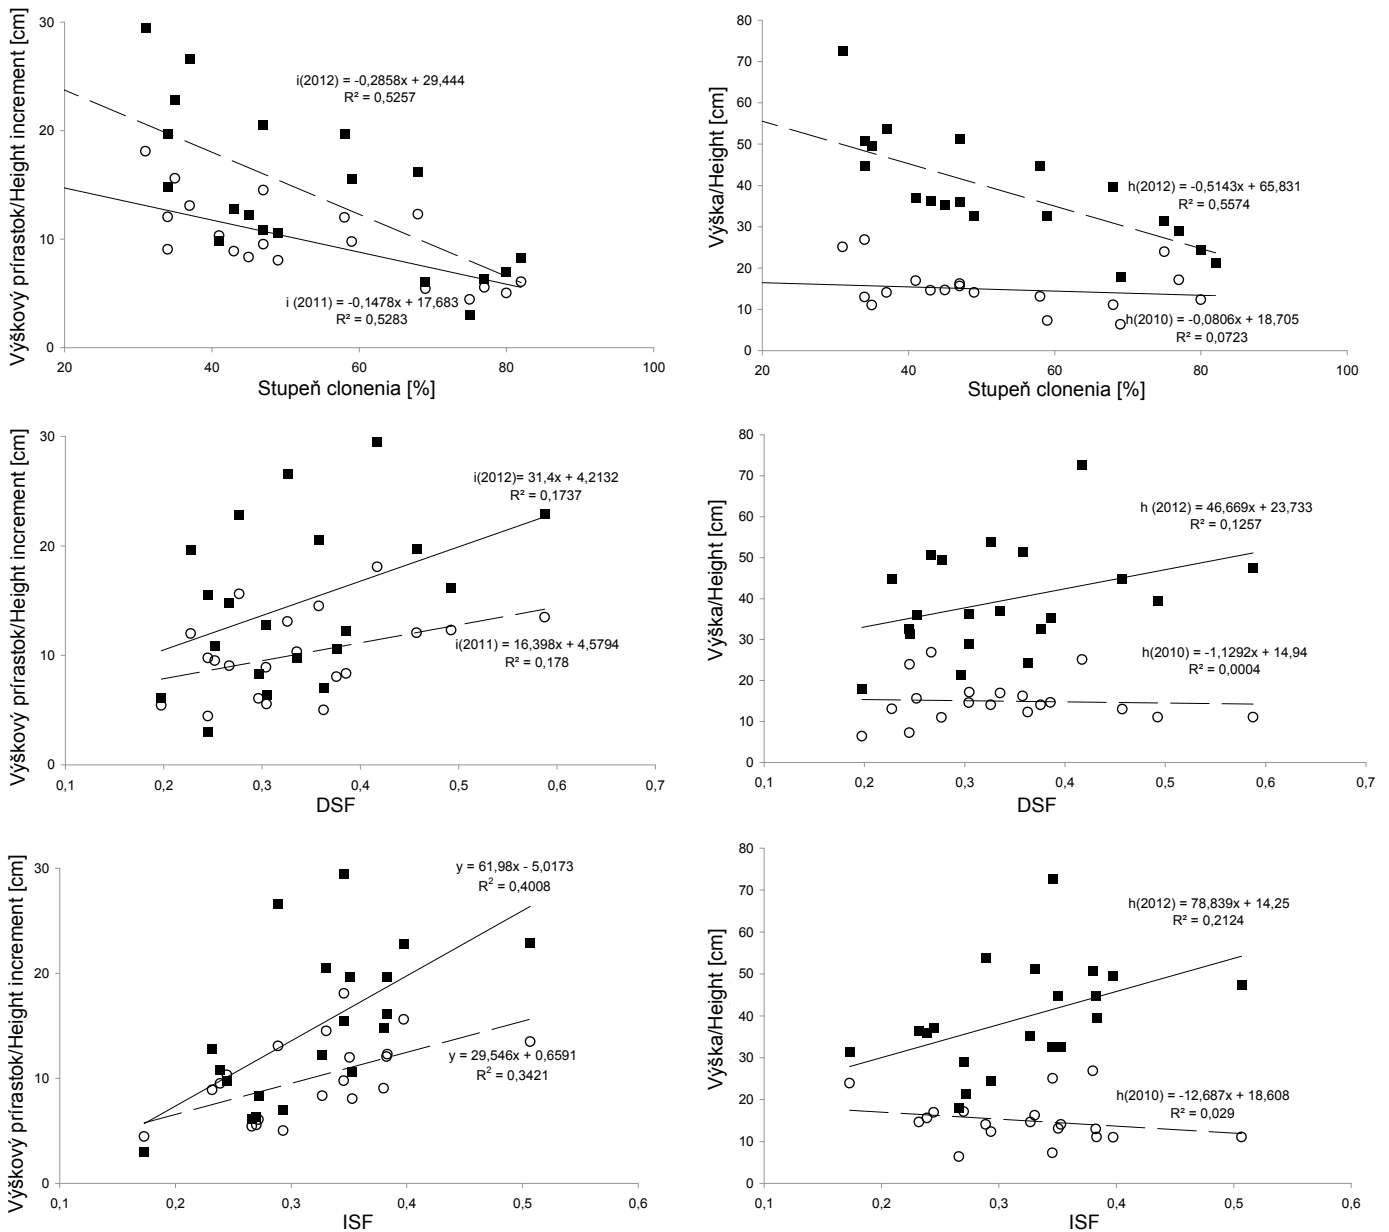 Výškový prírastok/Height increment [cm]
30
20
10
0
i(2012) = -0,2858x + 29,444
R² = 0,5257
i (2011) = -0,1478x + 17,683
R² = 0,5283
20
40
60
80
100
Stupeň clonenia [%]
Výška/Height [cm]
80
70
60
50
40
30
20
10
0
h(2012) = -0,5143x + 65,831
R² = 0,5574
h(2010) = -0,0806x + 18,705
R² = 0,0723
20
40
60
80
100
Stupeň clonenia [%]
Výškový prírastok/Height increment [cm]
30
20
10
0
i(2012)= 31,4x + 4,2132
R² = 0,1737
i(2011)= 16,398x + 4,5794
R² = 0,178
0,1
0,2
0,3
0,4
0,5
0,6
0,7
DSF
Výška/Height [cm]
80
70
60
50
40
30
20
10
0
h (2012) = 46,669x + 23,733
R² = 0,1257
h(2010) = -1,1292x + 14,94
R² = 0,0004
0,1
0,2
0,3
0,4
0,5
0,6
0,7
DSF
Výškový prírastok/Height increment [cm]
30
20
10
0
y = 61,98x - 5,0173
R² = 0,4008
y = 29,546x + 0,6591
R² = 0,3421
0,1
0,2
0,3
0,4
0,5
0,6
ISF
Výška/Height [cm]
80
70
60
50
40
30
20
10
0
h(2012) = 78,839x + 14,25
R² = 0,2124
h(2010) = -12,687x + 18,608
R² = 0,029
0,1
0,2
0,3
0,4
0,5
0,6
ISF